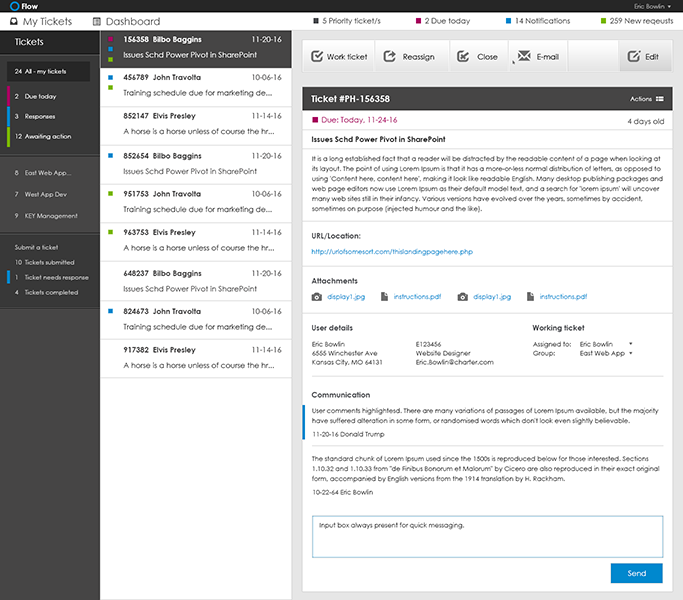 Flow
Eric Bowlin
My Tickets
Dashboard
5 Priority ticket/s
2 Due today
14 Notifications
259 New reqeusts
Tickets
24 All - my tickets
2 Due today
3 Responses
12 Awaiting action
8 East Web App...
7 West App Dev
9 KEY Management
Submit a ticket
10 Tickets submitted
1 Ticket needs response
4 Tickets completed
156358 Bilbo Baggins 11-20-16
Issues Schd Power Pivot in SharePoint
456789 John Travolta 10-06-16
Training schedule due for marketing de...
852147 Elvis Presley 11-14-16
A horse is a horse unless of course the hr...
852654 Bilbo Baggins 11-20-16
Issues Schd Power Pivot in SharePoint
951753 John Travolta 10-06-16
Training schedule due for marketing de...
963753 Elvis Presley 11-14-16
A horse is a horse unless of course the hr...
648237 Bilbo Baggins 11-20-16
Issues Schd Power Pivot in SharePoint
824673 John Travolta 10-06-16
Training schedule due for marketing de...
917382 Elvis Presley 11-14-16
A horse is a horse unless of course the hr...
Work ticket
Reassign
Close
E-mail
Edit
Ticket #PH-156358
Actions
Due: Today, 11-24-16
4 days old
Issues Schd Power Pivot in SharePoint
It is a long established fact that a reader will be distracted by the readable content of a page when looking at
its layout. The point of using Lorem Ipsum is that it has a more-or-less normal distribution of letters, as opposed to
using 'Content here, content here', making it look like readable English. Many desktop publishing packages and
web page editors now use Lorem Ipsum as their default model text, and a search for 'lorem ipsum' will uncover
many web sites still in their infancy. Various versions have evolved over the years, sometimes by accident,
sometimes on purpose (injected humour and the like).
URL/Location:
http://urlofsomesort.com/thislandingpagehere.php
Attachments
display1.jpg
instructions.pdf
display1.jpg
instructions.pdf
User details
Working ticket
Eric Bowlin E123456 Assigned to: Eric Bowlin
6555 Winchester Ave Website Designer Group: East Web App
Kansas City, MO 64131 Eric.Bowlin@charter.com
Communication
User comments highlightesd. There are many variations of passages of Lorem Ipsum available, but the majority
have suffered alteration in some form, or randomised words which don't look even slightly believable.
11-20-16 Donald Trump
The standard chunk of Lorem Ipsum used since the 1500s is reproduced below for those interested. Sections
1.10.32 and 1.10.33 from "de Finibus Bonorum et Malorum" by Cicero are also reproduced in their exact original
form, accompanied by English versions from the 1914 translation by H. Rackham.
10-22-64 Eric Bowlin
Input box always present for quick messaging.
Send